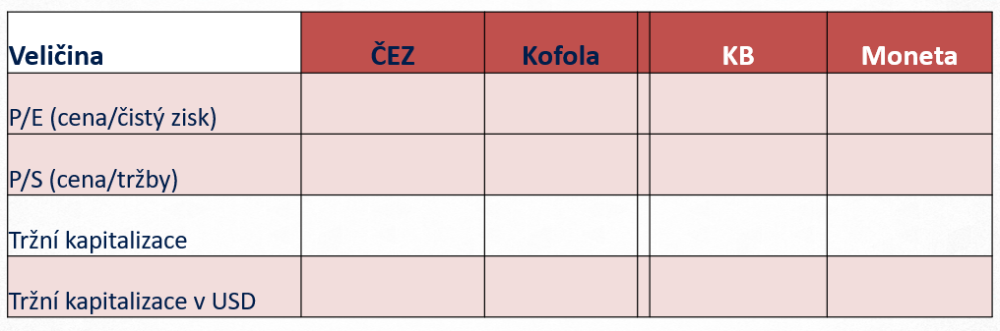 Veličina ČEZ Kofola KB Moneta
P/E (cena/čistý zisk)
P/S (cena/tržby)
Tržní kapitalizace
Tržní kapitalizace v USD